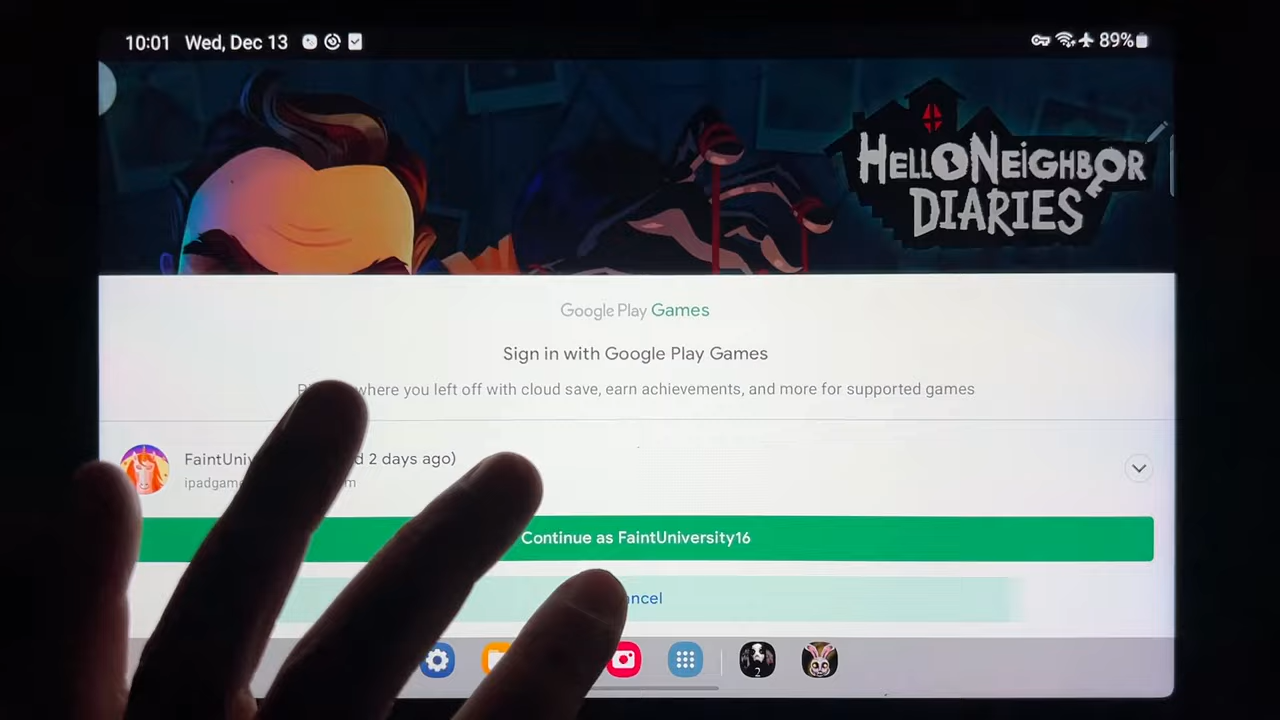 10:01 Wed, Dec 13
89%
HELLO NEIGHBOR
DIARIES
Google Play Games
Sign in with Google Play Games
where you left off with cloud save, earn achievements, and more for supported games
2 days ago)
Continue as FaintUniversity16
2